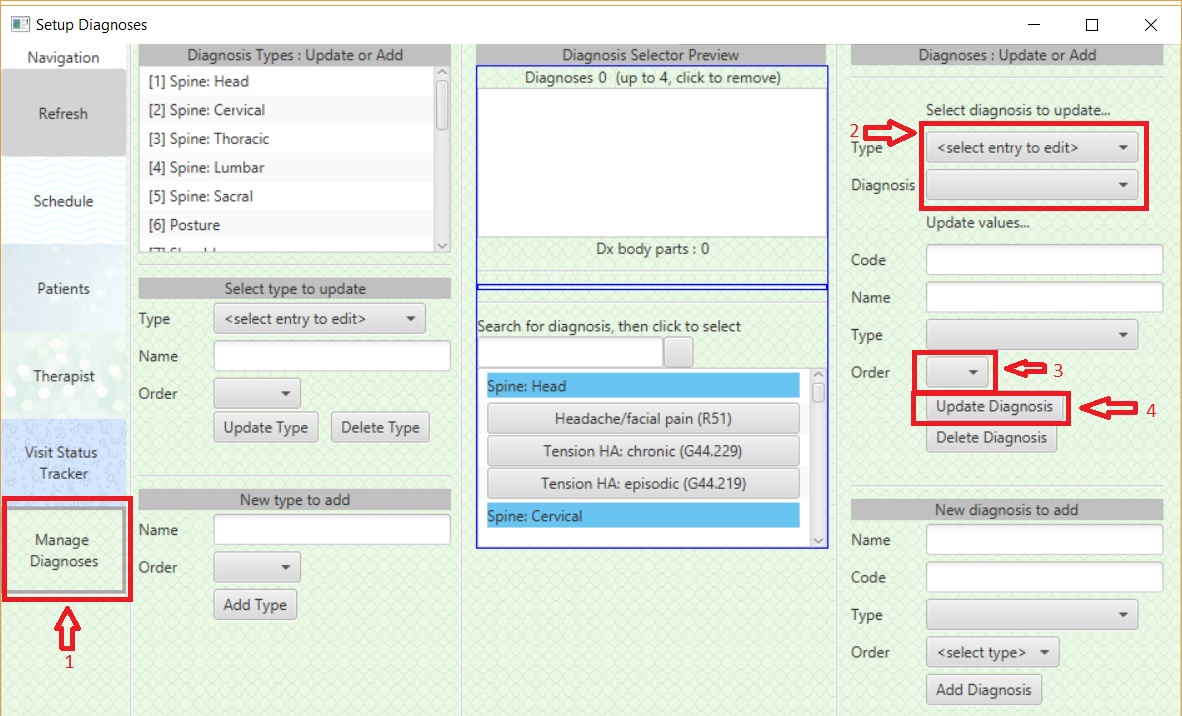 Setup Diagnoses
Navigation
Refresh
Schedule
Patients
Therapist
Visit Status
Tracker
Manage
Diagnoses
1
Diagnosis Types : Update or Add
[1] Spine: Head
[2] Spine: Cervical
[3] Spine: Thoracic
[4] Spine: Lumbar
[5] Spine: Sacral
[6] Posture
Select type to update
Type <select entry to edit>
Name
Order
Update Type Delete Type
New type to add
Name
Order
Add Type
Diagnosis Selector Preview
Diagnoses 0 (up to 4, click to remove)
Dx body parts : 0
Search for diagnosis, then click to select
Spine: Head
Headache/facial pain (R51)
Tension HA: chronic (G44.229)
Tension HA: episodic (G44.219)
Spine: Cervical
Diagnoses : Update or Add
Select diagnosis to update...
2
Type <select entry to edit>
Diagnosis
Update values...
Code
Name
Type
Order 3
Update Diagnosis 4
Delete Diagnosis
New diagnosis to add
Name
Code
Type
Order <select type>
Add Diagnosis